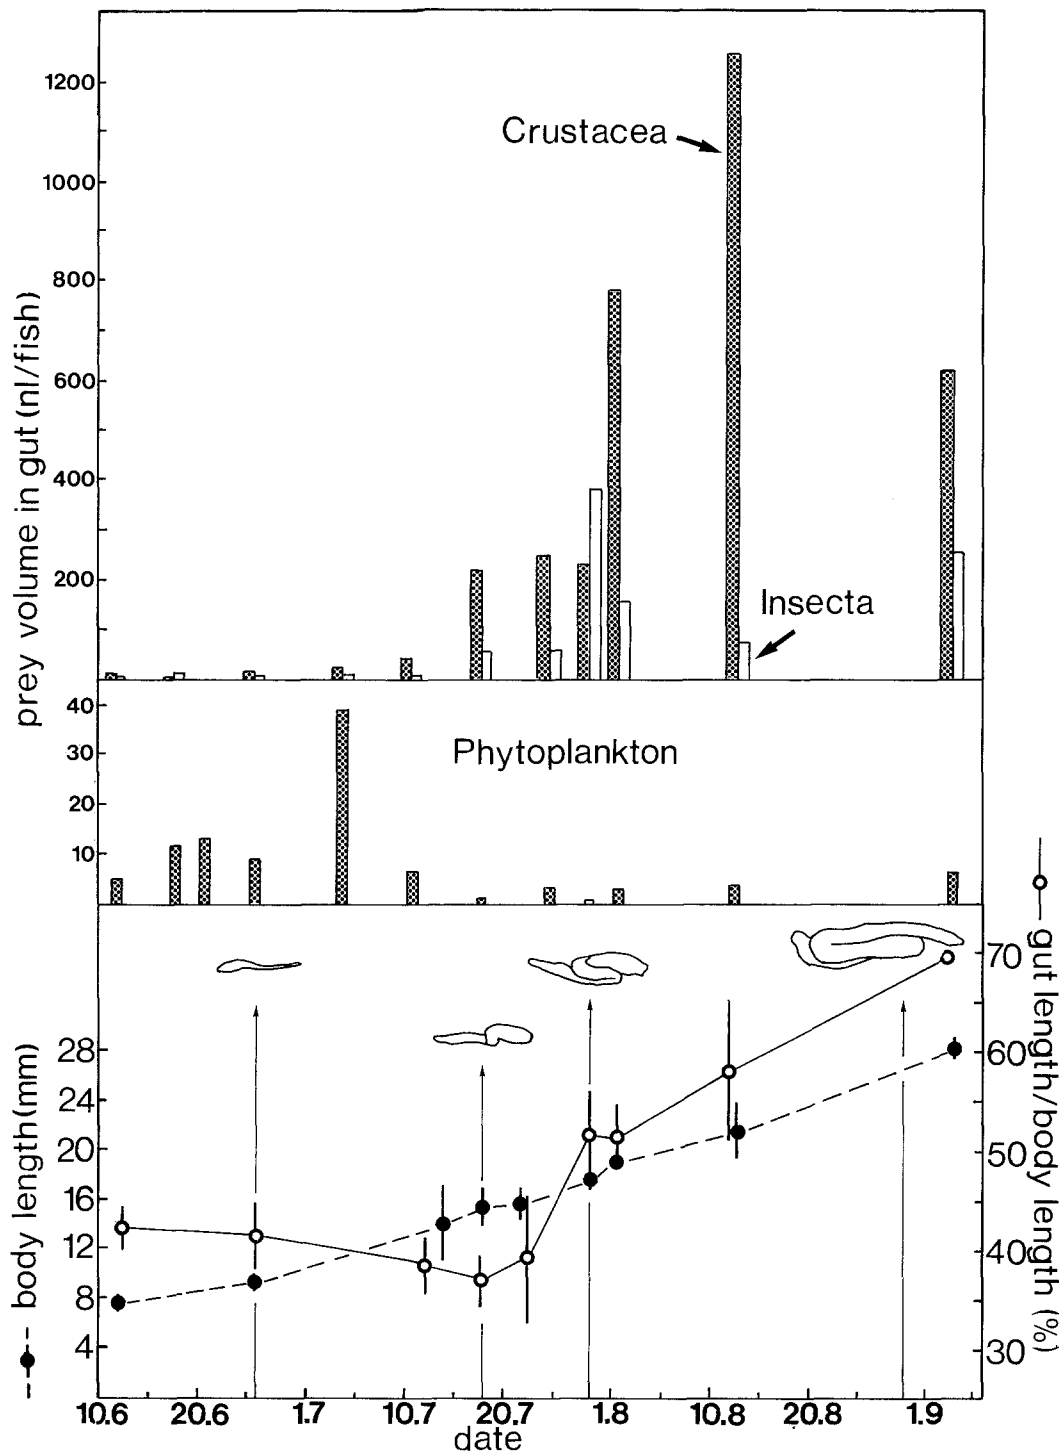 prey volume in gut (nl/fish)
1200
1000
800
600
400
200
Crustacea
Insecta
40
30
20
10
Phytoplankton
body length(mm)
28
24
20
16
12
8
4
70
60
50
40
30
gut length/body length (%)
10.6 20.6 1.7 10.7 20.7 1.8 10.8 20.8 1.9
date